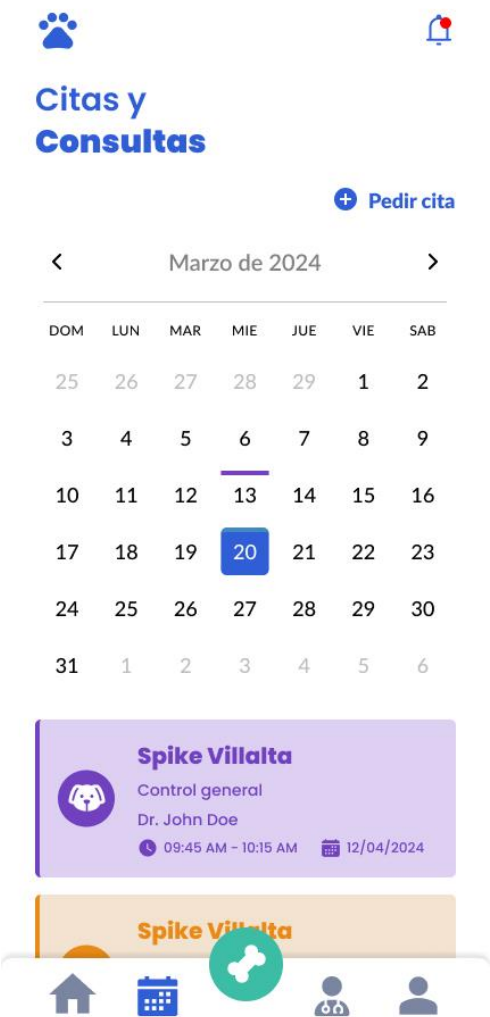 Citas y
Consultas
Pedir cita
Marzo de 2024
DOM LUN MAR MIE JUE VIE SAB
25 26 27 28 29 1 2
3 4 5 6 7 8 9
10 11 12 13 14 15 16
17 18 19 20 21 22 23
24 25 26 27 28 29 30
31 1 2 3 4 5 6
Spike Villalta
Control general
Dr. John Doe
09:45 AM - 10:15 AM 12/04/2024
Spike Villalta